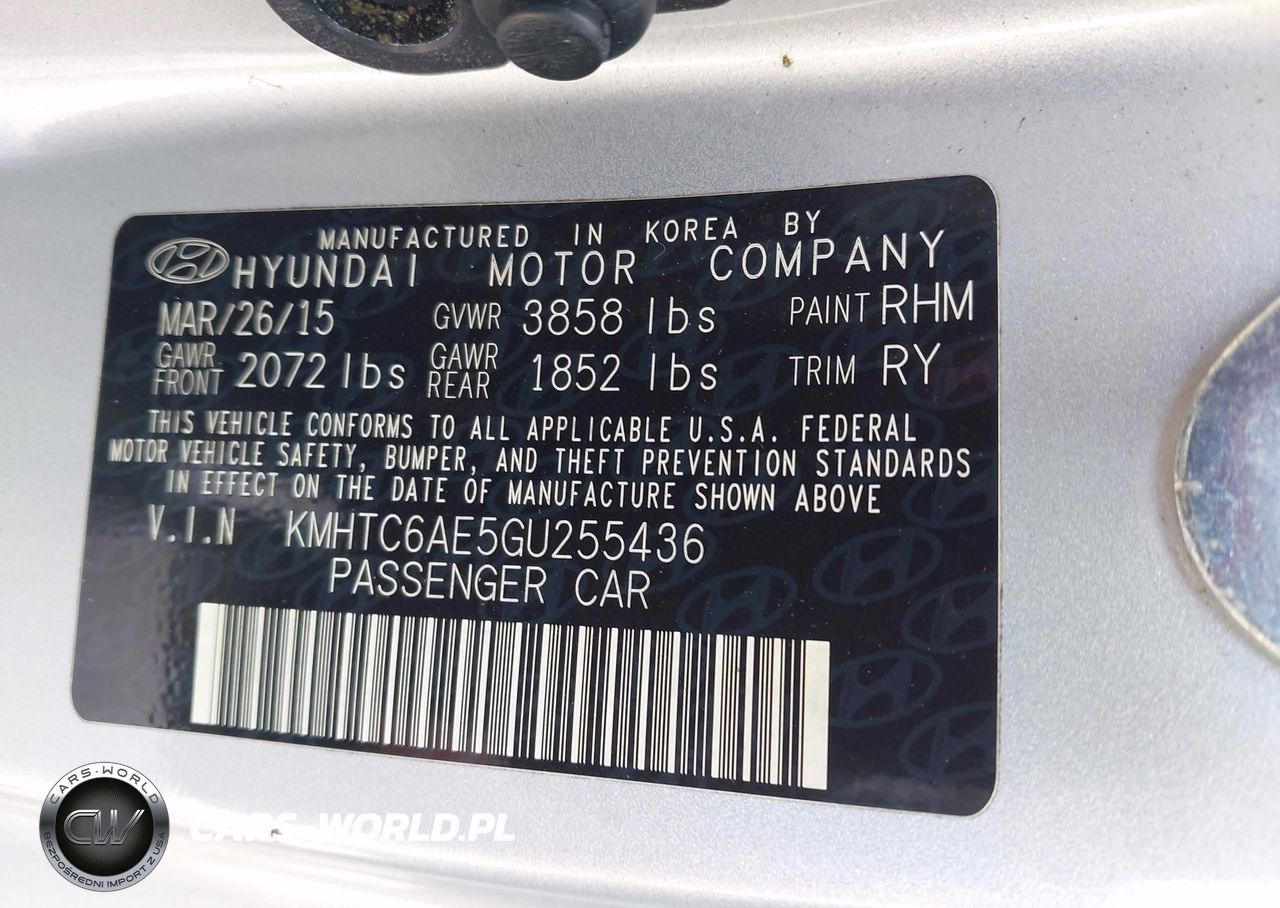 MANUFACTURED IN KOREA BY
HYUNDAI MOTOR COMPANY
MAR/26/15 GVWR 3858 lbs PAINT RHM
GAWR FRONT 2072 lbs GAWR REAR 1852 lbs TRIM RY
THIS VEHICLE CONFORMS TO ALL APPLICABLE U.S.A. FEDERAL
MOTOR VEHICLE SAFETY, BUMPER, AND THEFT PREVENTION STANDARDS
IN EFFECT ON THE DATE OF MANUFACTURE SHOWN ABOVE
V.I.N KMHTC6AE5GU255436
PASSENGER CAR
CARS-WORLD
CW
BEZPOŚREDNI IMPORT Z USA
CARS-WORLD.PL